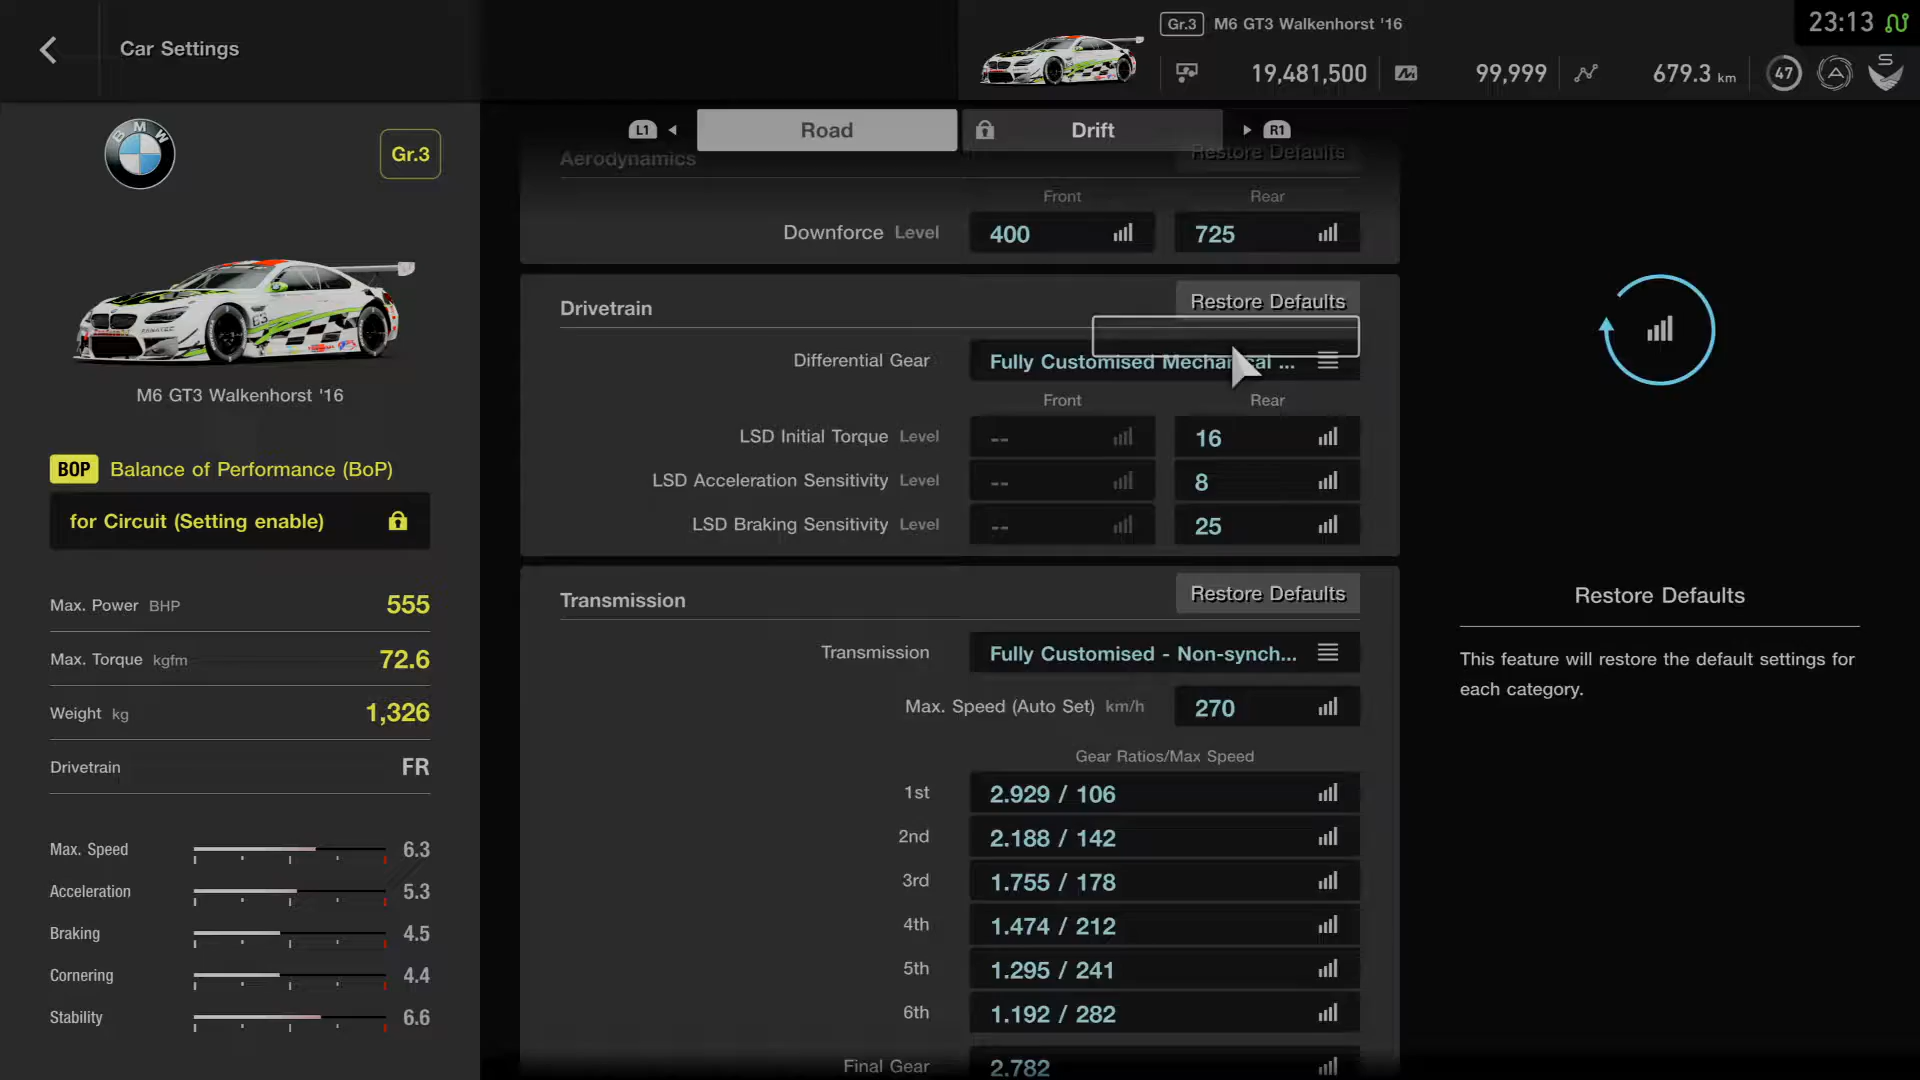 Car Settings
Gr.3 M6 GT3 Walkenhorst '16
23:13
19,481,500
99,999
679.3 km
47
S
BMW
Gr.3
M6 GT3 Walkenhorst '16
BOP Balance of Performance (BoP)
for Circuit (Setting enable)
Max. Power BHP 555
Max. Torque kgfm 72.6
Weight kg 1,326
Drivetrain FR
Max. Speed 6.3
Acceleration 5.3
Braking 4.5
Cornering 4.4
Stability 6.6
L1 Road Drift R1
Aerodynamics Restore Defaults
Front Rear
Downforce Level 400 725
Drivetrain Restore Defaults
Differential Gear Fully Customised Mechanical ...
Front Rear
LSD Initial Torque Level -- 16
LSD Acceleration Sensitivity Level -- 8
LSD Braking Sensitivity Level -- 25
Transmission Restore Defaults
Transmission Fully Customised - Non-synch...
Max. Speed (Auto Set) km/h 270
Gear Ratios/Max Speed
1st 2.929 / 106
2nd 2.188 / 142
3rd 1.755 / 178
4th 1.474 / 212
5th 1.295 / 241
6th 1.192 / 282
Final Gear 2.782
Restore Defaults
This feature will restore the default settings for
each category.